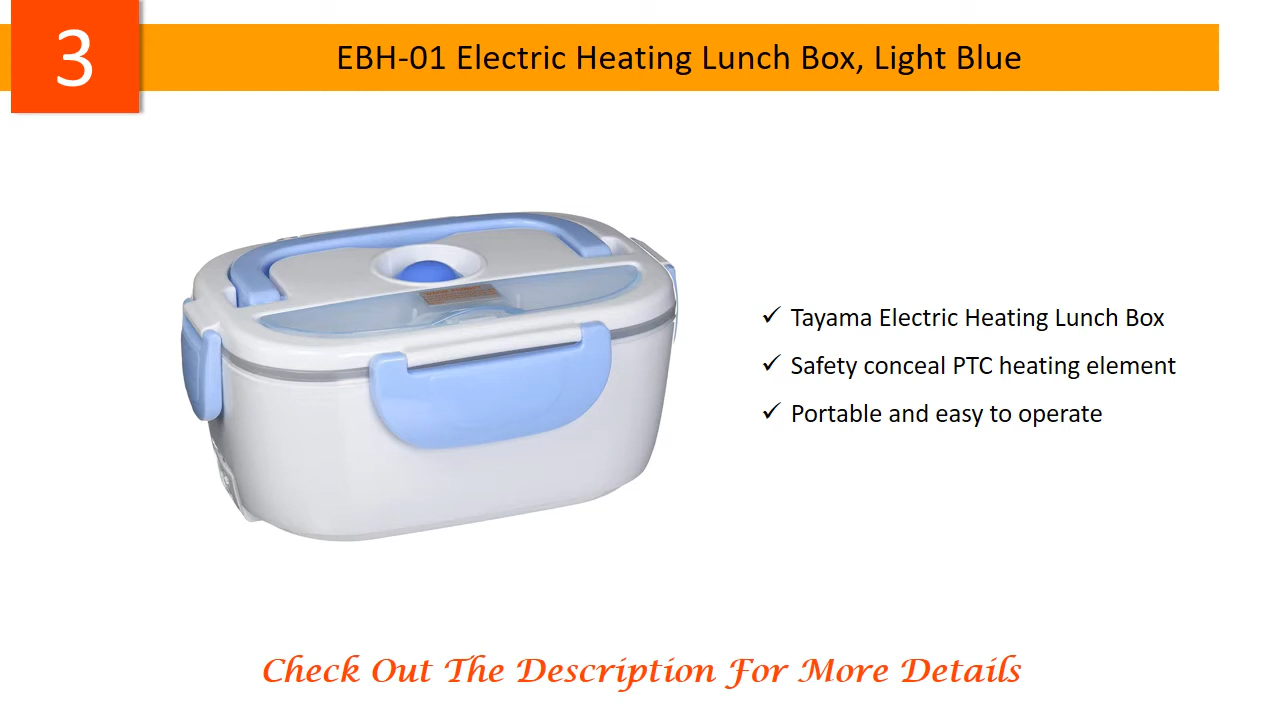 3
EBH-01 Electric Heating Lunch Box, Light Blue
✓ Tayama Electric Heating Lunch Box
✓ Safety conceal PTC heating element
✓ Portable and easy to operate
Check Out The Description For More Details